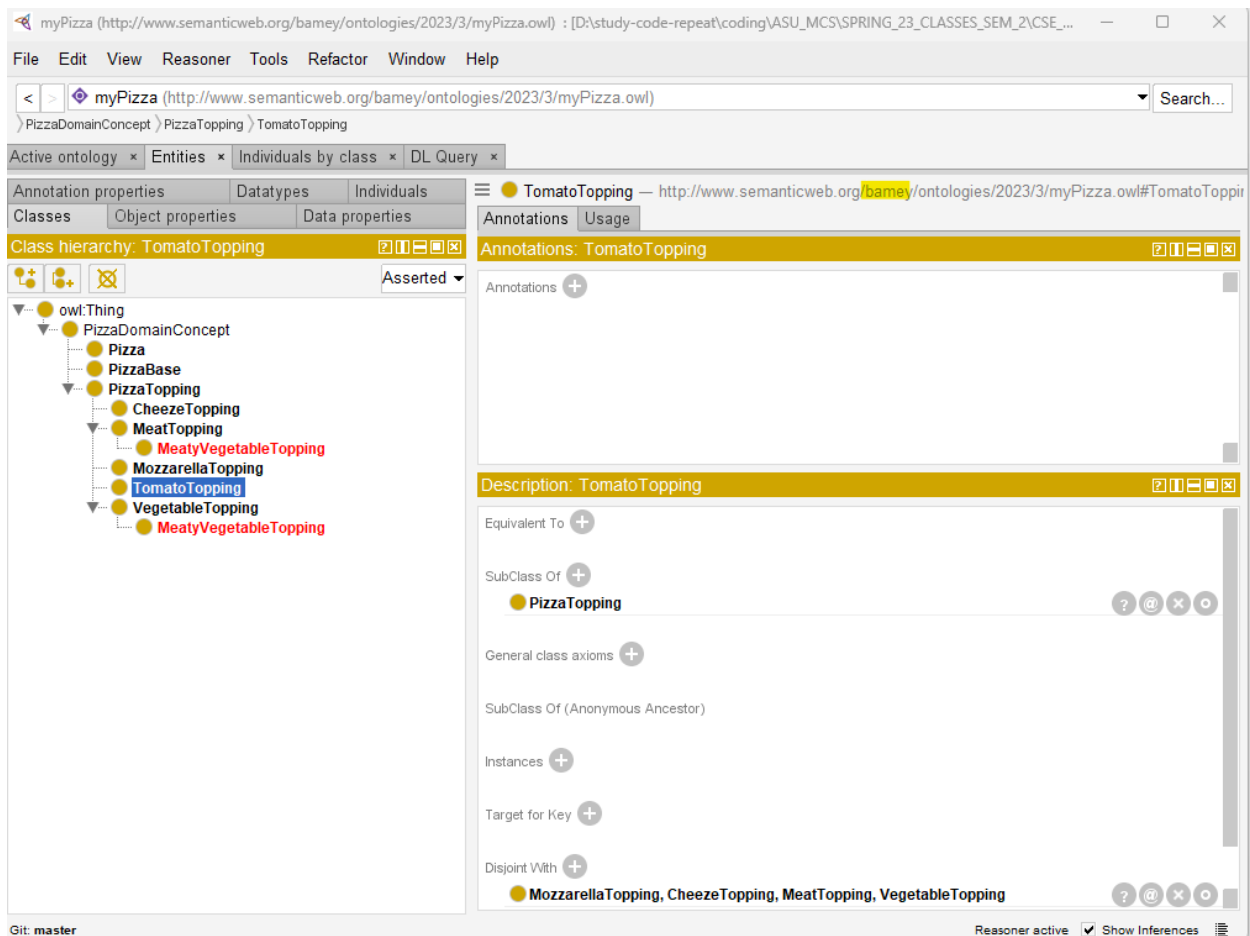 myPizza (http://www.semanticweb.org/bamey/ontologies/2023/3/myPizza.owl) : [D:\study-code-repeat\coding\ASU_MCS\SPRING_23_CLASSES_SEM_2\CSE_...
File Edit View Reasoner Tools Refactor Window Help
< > myPizza (http://www.semanticweb.org/bamey/ontologies/2023/3/myPizza.owl) Search...
PizzaDomainConcept PizzaTopping TomatoTopping
Active ontology × Entities × Individuals by class × DL Query ×
Annotation properties Datatypes Individuals
Classes Object properties Data properties
Class hierarchy: TomatoTopping
Asserted
owl:Thing
PizzaDomainConcept
Pizza
PizzaBase
PizzaTopping
CheezeTopping
MeatTopping
MeatyVegetableTopping
MozzarellaTopping
TomatoTopping
VegetableTopping
MeatyVegetableTopping
TomatoTopping — http://www.semanticweb.org/bamey/ontologies/2023/3/myPizza.owl#TomatoToppin
Annotations Usage
Annotations: TomatoTopping
Annotations
Description: TomatoTopping
Equivalent To
SubClass Of
PizzaTopping
General class axioms
SubClass Of (Anonymous Ancestor)
Instances
Target for Key
Disjoint With
MozzarellaTopping, CheezeTopping, MeatTopping, VegetableTopping
Git: master
Reasoner active Show Inferences